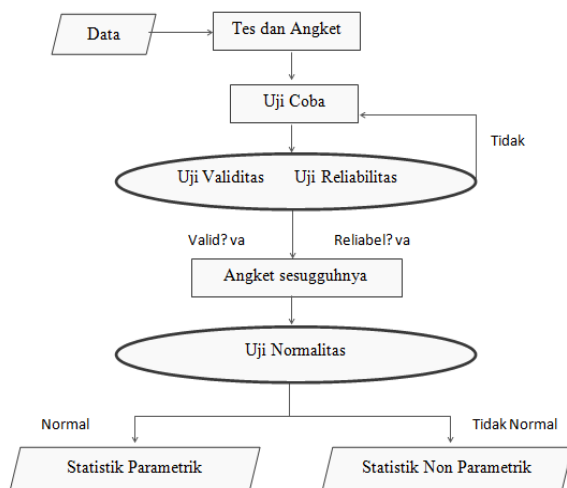 Data
Tes dan Angket
Uji Coba
Tidak
Uji Validitas Uji Reliabilitas
Valid? va Reliabel? va
Angket sesugguhnya
Uji Normalitas
Normal
Tidak Normal
Statistik Parametrik
Statistik Non Parametrik